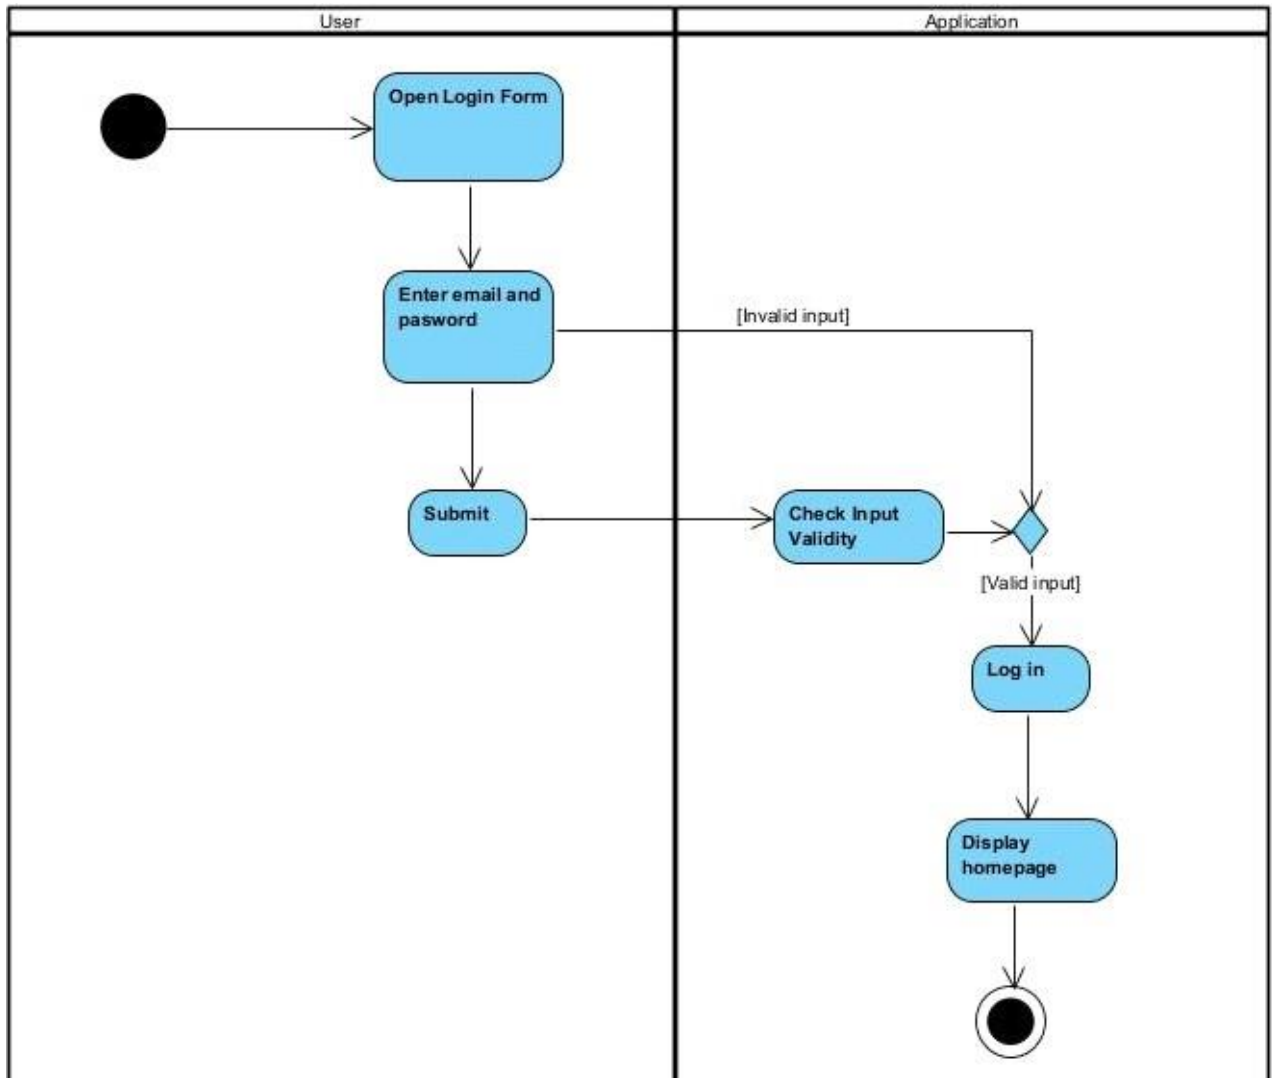 User
Application
Open Login Form
Enter email and
pasword
[Invalid input]
Submit
Check Input
Validity
[Valid input]
Log in
Display
homepage